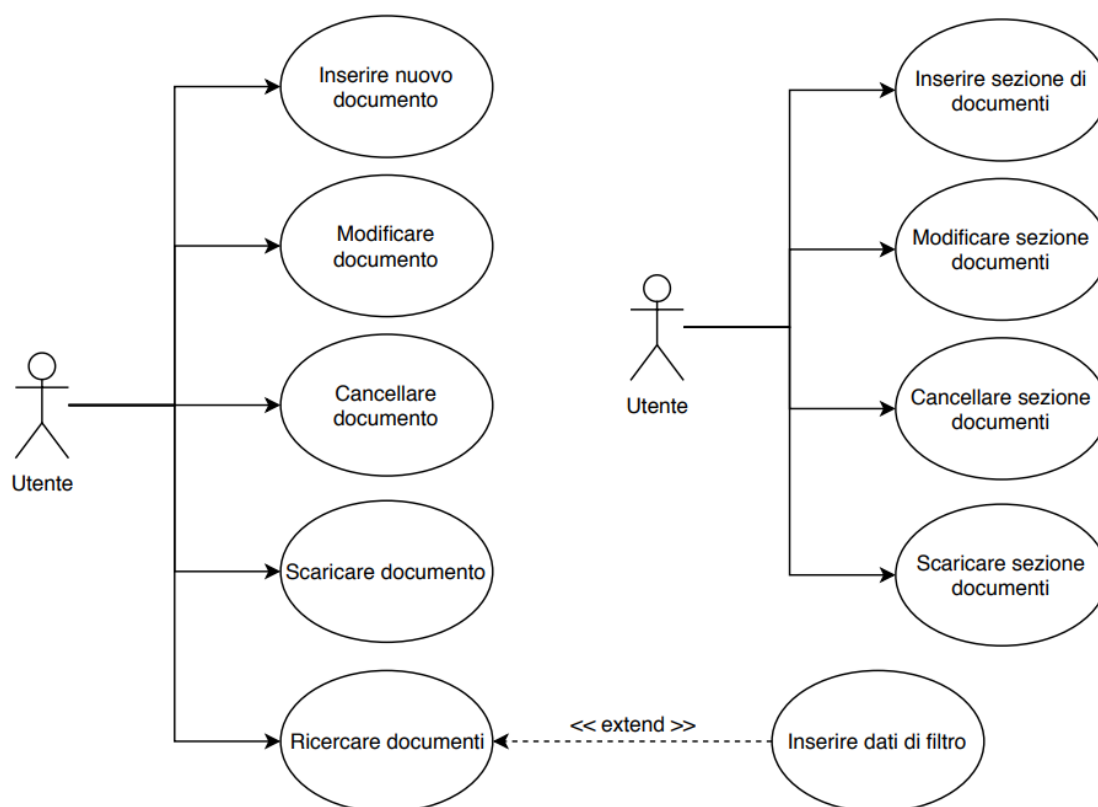 Inserire nuovo
documento
Modificare
documento
Cancellare
documento
Utente
Scaricare documento
Ricercare documenti
<< extend >>
Inserire dati di filtro
Inserire sezione di
documenti
Modificare sezione
documenti
Utente
Cancellare sezione
documenti
Scaricare sezione
documenti